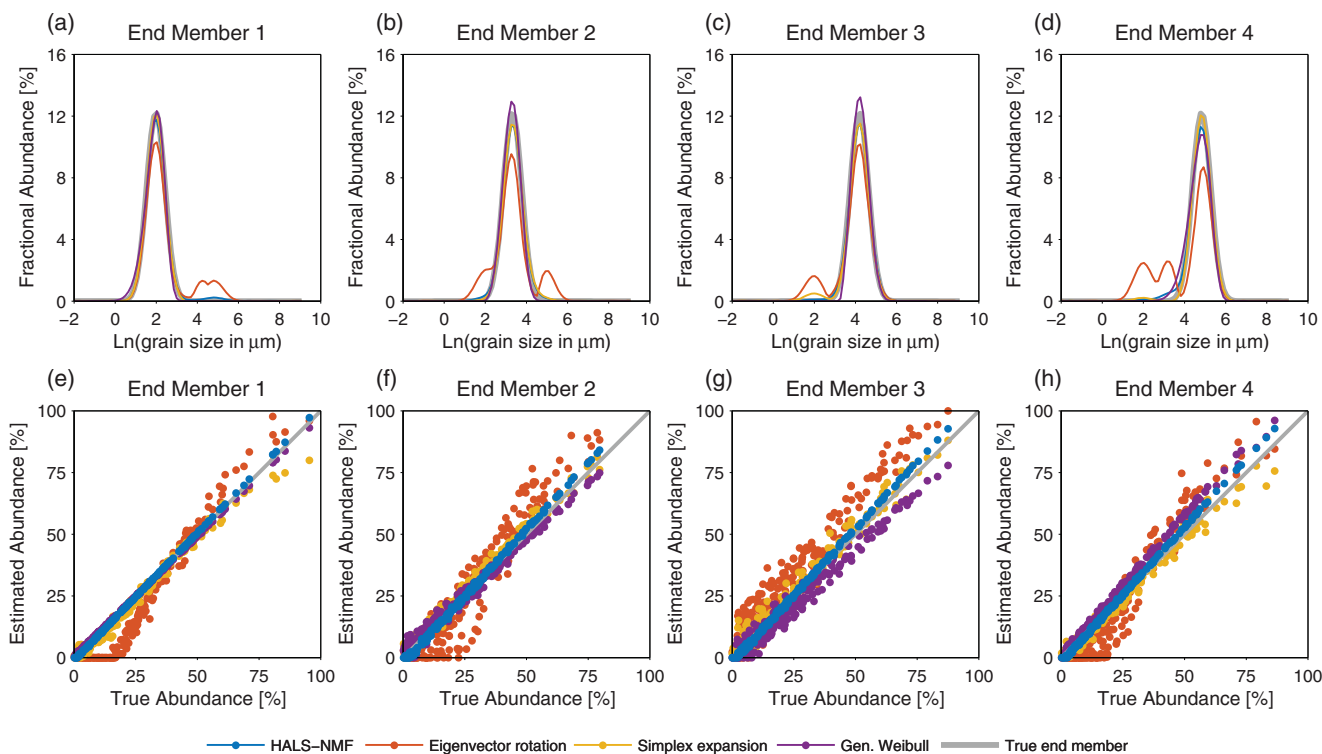 (a) (b) (c) (d)
End Member 1 End Member 2 End Member 3 End Member 4
16 16 16 16
12 12 12 12
8 8 8 8
4 4 4 4
0 0 0 0
Fractional Abundance [%] Fractional Abundance [%] Fractional Abundance [%] Fractional Abundance [%]
−2 0 2 4 6 8 10 −2 0 2 4 6 8 10 −2 0 2 4 6 8 10 −2 0 2 4 6 8 10
Ln(grain size in μm) Ln(grain size in μm) Ln(grain size in μm) Ln(grain size in μm)
(e) (f) (g) (h)
End Member 1 End Member 2 End Member 3 End Member 4
100 100 100 100
75 75 75 75
50 50 50 50
25 25 25 25
0 0 0 0
Estimated Abundance [%] Estimated Abundance [%] Estimated Abundance [%] Estimated Abundance [%]
0 25 50 75 100 0 25 50 75 100 0 25 50 75 100 0 25 50 75 100
True Abundance [%] True Abundance [%] True Abundance [%] True Abundance [%]
HALS−NMF Eigenvector rotation Simplex expansion Gen. Weibull True end member